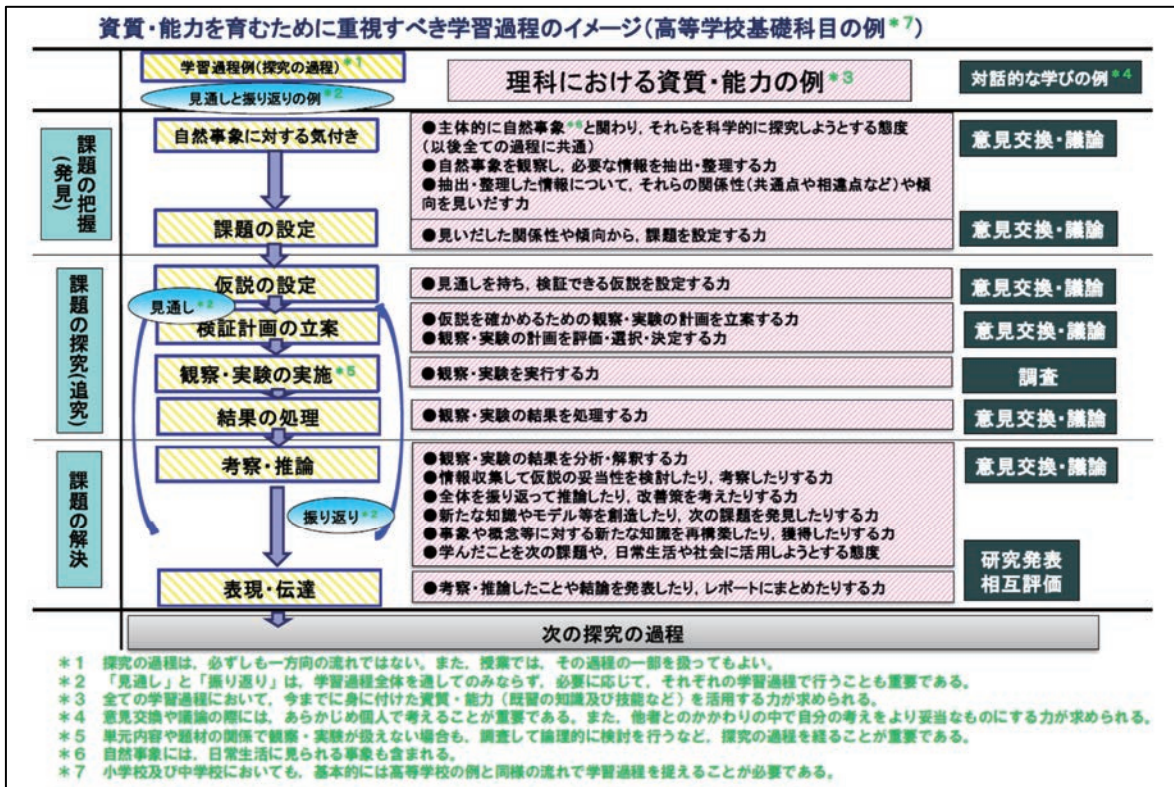 資質・能力を育むために重視すべき学習過程のイメージ(高等学校基礎科目の例*7)
学習過程例(探究の過程)*1
見通しと振り返りの例*2
理科における資質・能力の例*3
対話的な学びの例*4
課題の把握(発見)
自然事象に対する気付き
●主体的に自然事象*6と関わり, それらを科学的に探究しようとする態度
(以後全ての過程に共通)
●自然事象を観察し, 必要な情報を抽出・整理する力
●抽出・整理した情報について, それらの関係性(共通点や相違点など)や傾
向を見いだす力
意見交換・議論
課題の設定
●見いだした関係性や傾向から, 課題を設定する力
意見交換・議論
課題の探究(追究)
仮説の設定
●見通しを持ち, 検証できる仮説を設定する力
意見交換・議論
見通し*2
検証計画の立案
●仮説を確かめるための観察・実験の計画を立案する力
●観察・実験の計画を評価・選択・決定する力
意見交換・議論
観察・実験の実施*5
●観察・実験を実行する力
調査
結果の処理
●観察・実験の結果を処理する力
意見交換・議論
課題の解決
考察・推論
●観察・実験の結果を分析・解釈する力
●情報収集して仮説の妥当性を検討したり, 考察したりする力
●全体を振り返って推論したり, 改善策を考えたりする力
●新たな知識やモデル等を創造したり, 次の課題を発見したりする力
●事象や概念等に対する新たな知識を再構築したり, 獲得したりする力
●学んだことを次の課題や, 日常生活や社会に活用しようとする態度
意見交換・議論
振り返り*2
表現・伝達
●考察・推論したことや結論を発表したり, レポートにまとめたりする力
研究発表
相互評価
次の探究の過程
*1 探究の過程は, 必ずしも一方向の流れではない。また, 授業では, その過程の一部を扱ってもよい。
*2 「見通し」と「振り返り」は, 学習過程全体を通してのみならず, 必要に応じて, それぞれの学習過程で行うことも重要である。
*3 全ての学習過程において, 今までに身に付けた資質・能力(既習の知識及び技能など)を活用する力が求められる。
*4 意見交換や議論の際には, あらかじめ個人で考えることが重要である。また, 他者とのかかわりの中で自分の考えをより妥当なものにする力が求められる。
*5 単元内容や題材の関係で観察・実験が扱えない場合も, 調査して論理的に検討を行うなど, 探究の過程を経ることが重要である。
*6 自然事象には, 日常生活に見られる事象も含まれる。
*7 小学校及び中学校においても, 基本的には高等学校の例と同様の流れで学習過程を捉えることが必要である。